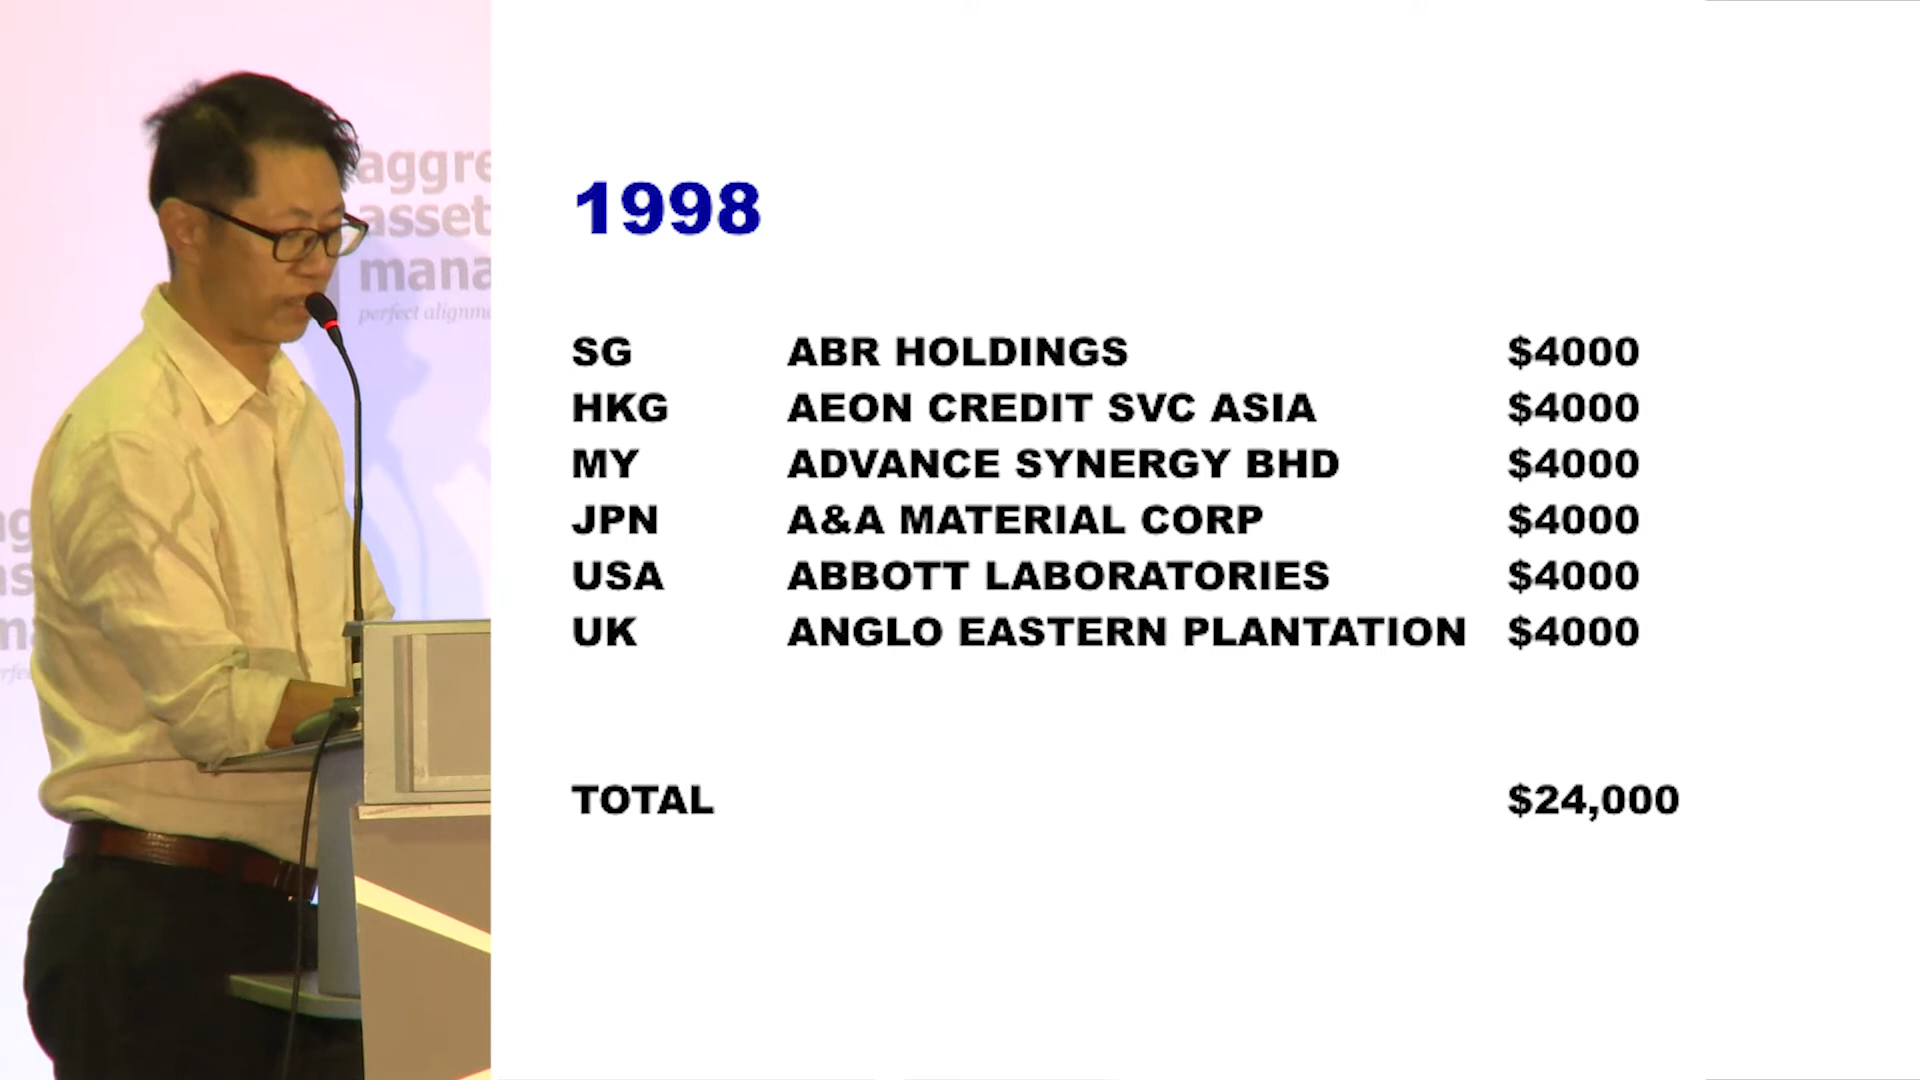 aggre
asset
mana
perfect alignme
1998
SG ABR HOLDINGS $4000
HKG AEON CREDIT SVC ASIA $4000
MY ADVANCE SYNERGY BHD $4000
JPN A&A MATERIAL CORP $4000
USA ABBOTT LABORATORIES $4000
UK ANGLO EASTERN PLANTATION $4000
TOTAL $24,000